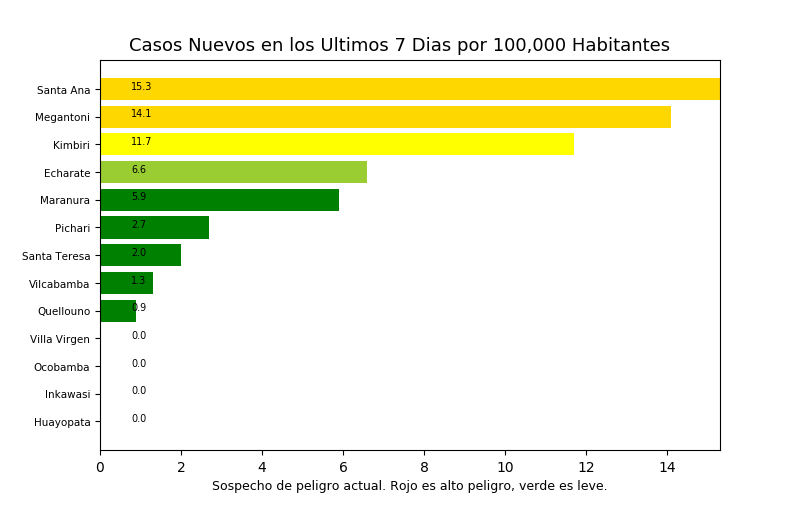 Casos Nuevos en los Ultimos 7 Dias por 100,000 Habitantes
Santa Ana 15.3
Megantoni 14.1
Kimbiri 11.7
Echarate 6.6
Maranura 5.9
Pichari 2.7
Santa Teresa 2.0
Vilcabamba 1.3
Quellouno 0.9
Villa Virgen 0.0
Ocobamba 0.0
Inkawasi 0.0
Huayopata 0.0
0 2 4 6 8 10 12 14
Sospecho de peligro actual. Rojo es alto peligro, verde es leve.